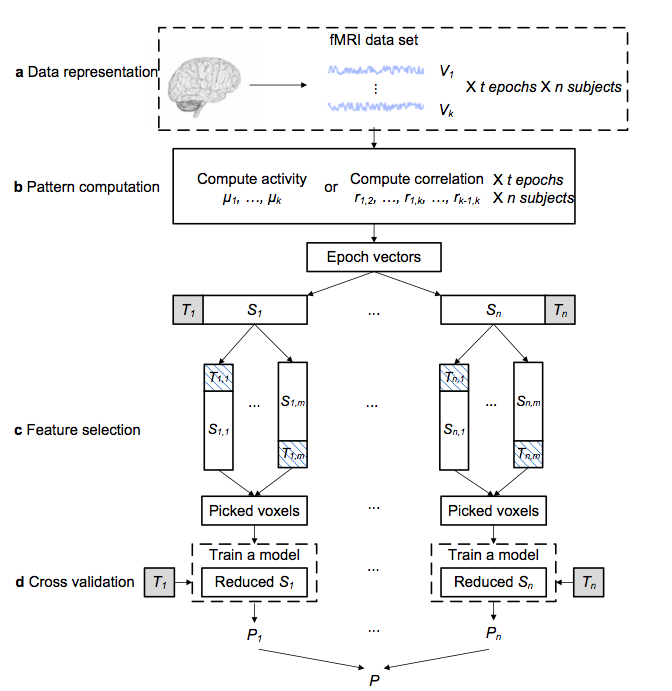 fMRI data set
a Data representation
V1
⋮
X t epochs X n subjects
Vk
b Pattern computation
Compute activity or Compute correlation X t epochs
μ1, ..., μk r1,2, ..., r1,k, ..., rk-1,k X n subjects
Epoch vectors
T1 S1 ... Sn Tn
T1,1 Tn,1
... S1,m ... ... Sn,m
c Feature selection
S1,1 Sn,1
T1,m Tn,m
Picked voxels ... Picked voxels
Train a model ... Train a model
d Cross validation T1 Reduced S1 Reduced Sn Tn
P1 ... Pn
P